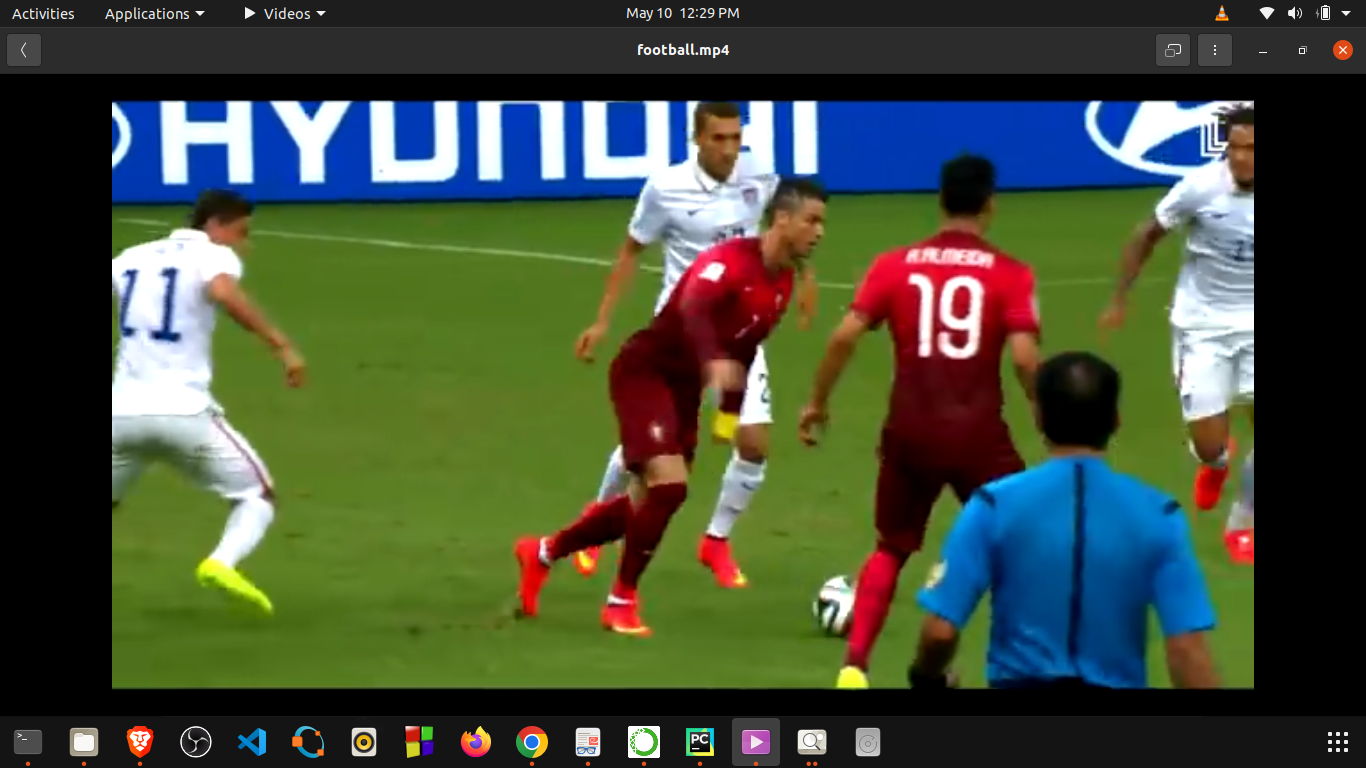 Activities
Applications
Videos
May 10 12:29 PM
football.mp4
HYUNDAI
11
A.ALMEIDA
19
PC